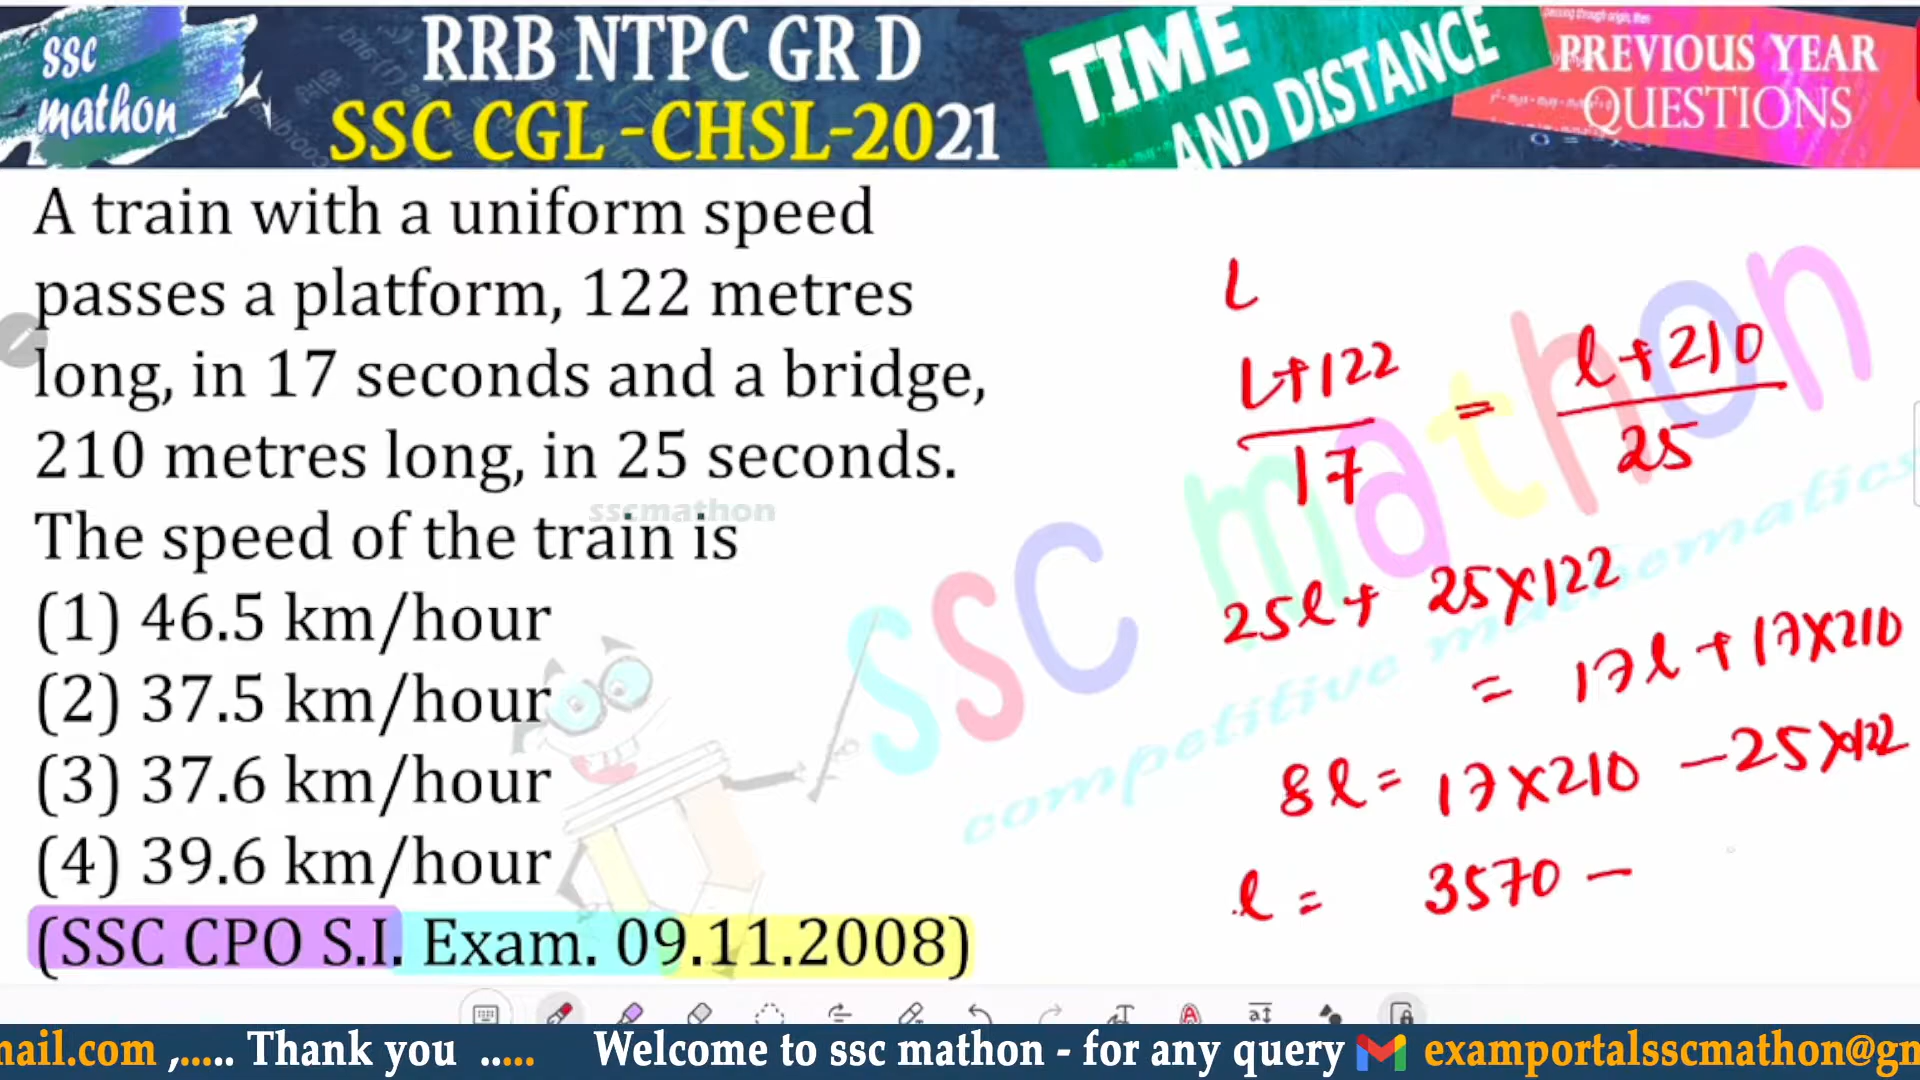 SSC
mathon
RRB NTPC GR D
SSC CGL -CHSL-2021
TIME
AND DISTANCE
PREVIOUS YEAR
QUESTIONS
A train with a uniform speed
passes a platform, 122 metres
long, in 17 seconds and a bridge,
210 metres long, in 25 seconds.
The speed of the train is
(1) 46.5 km/hour
(2) 37.5 km/hour
(3) 37.6 km/hour
(4) 39.6 km/hour
(SSC CPO S.I. Exam. 09.11.2008)
sscmathon
SSC mathon
competitive mathematics
L
L+122
17
=
l+210
25
25l+ 25×122
= 17l+17×210
8l= 17×210 -25×122
l= 3570 -
mail.com ,..... Thank you ..... Welcome to ssc mathon - for any query examportalsscmathon@gm